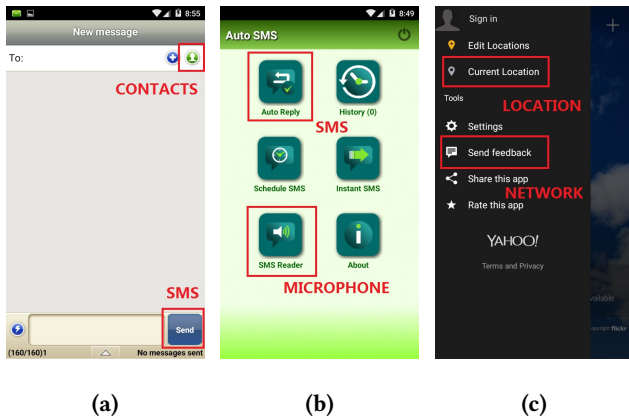 8:55
New message
To:
CONTACTS
SMS
Send
(160/160)1
No messages sent
(a)
8:49
Auto SMS
Auto Reply
History (0)
SMS
Schedule SMS
Instant SMS
SMS Reader
About
MICROPHONE
(b)
Sign in
Edit Locations
Current Location
Tools
LOCATION
Settings
Send feedback
Share this app
NETWORK
Rate this app
YAHOO!
Terms and Privacy
vailable
flickr
(c)